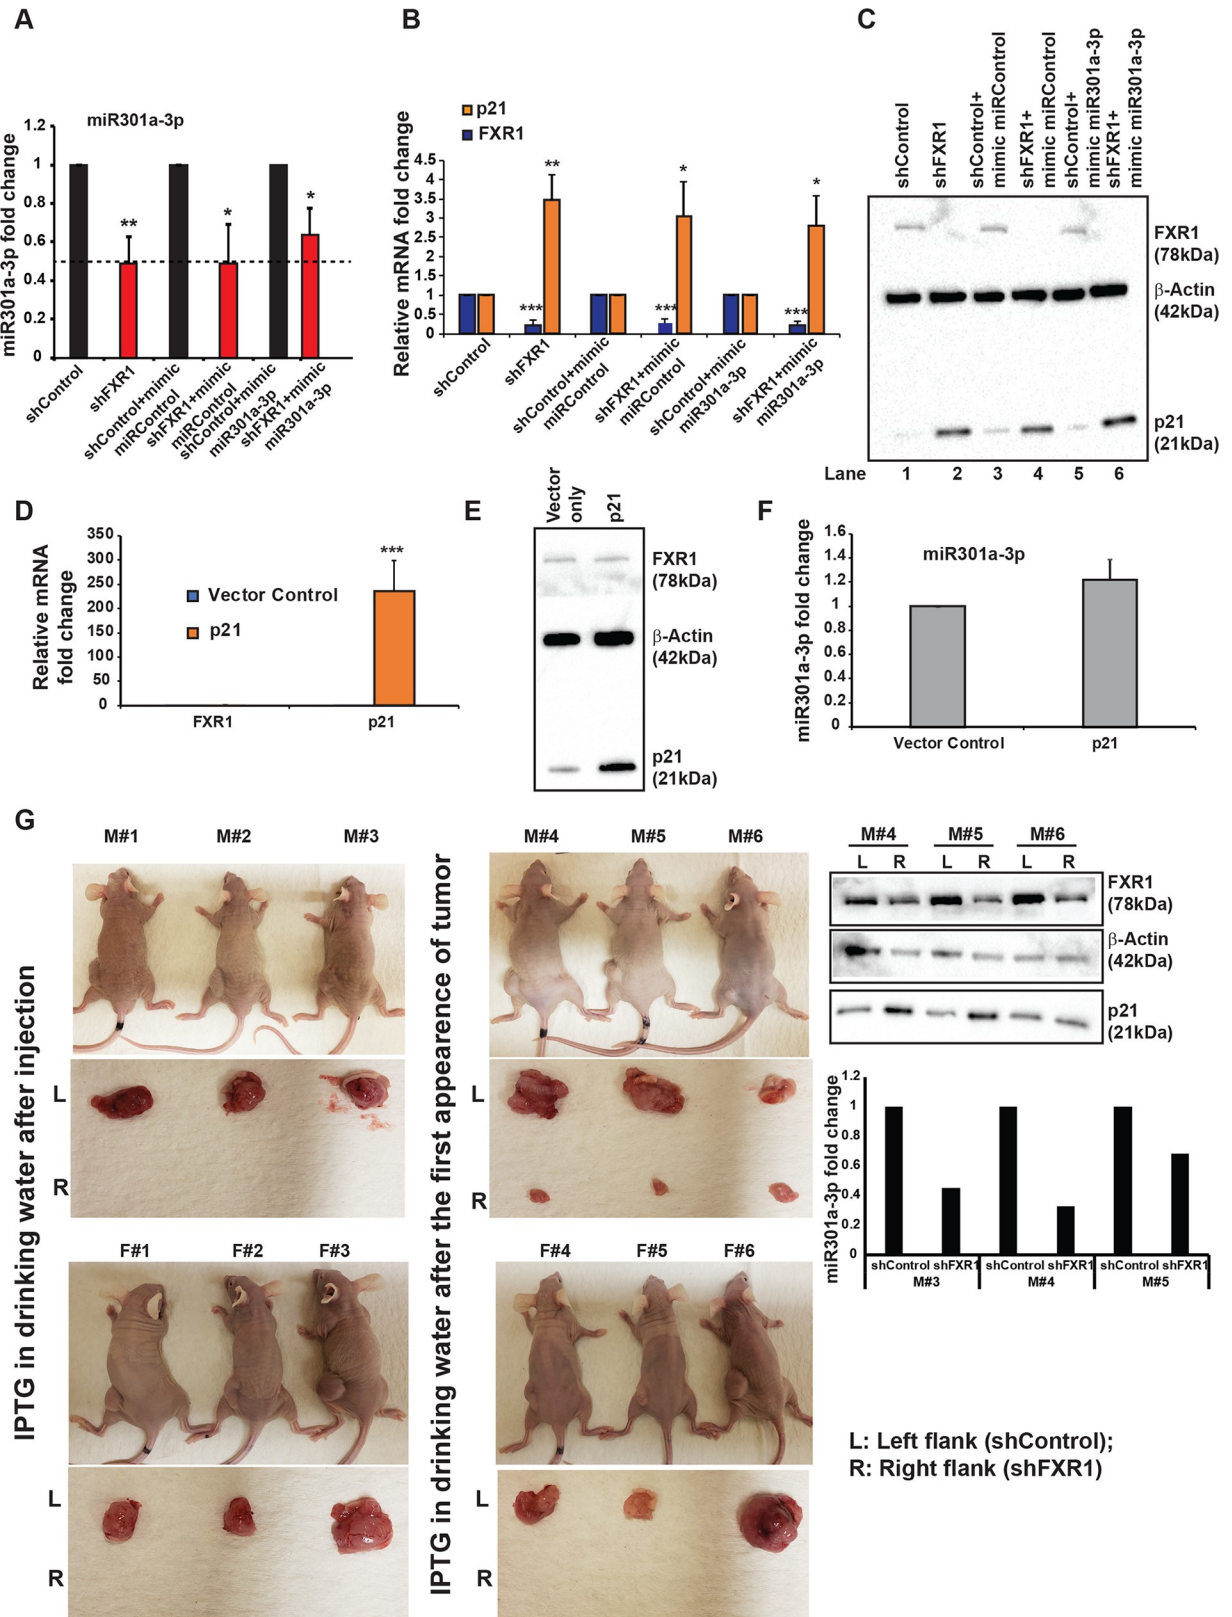 A
miR301a-3p
miR301a-3p fold change
1.2
1
0.8
0.6
0.4
0.2
0
**
*
*
shControl
shFXR1
shControl+mimic
miRControl
shFXR1+mimic
miRControl
shControl+mimic
miR301a-3p
shFXR1+mimic
miR301a-3p
B
p21
FXR1
Relative mRNA fold change
4.5
4
3.5
3
2.5
2
1.5
1
0.5
0
***
**
***
*
***
*
shControl
shFXR1
shControl+mimic
miRControl
shFXR1+mimic
miRControl
shControl+mimic
miR301a-3p
shFXR1+mimic
miR301a-3p
C
shControl
shFXR1
shControl+
mimic miRControl
shFXR1+
mimic miRControl
shControl+
mimic miR301a-3p
shFXR1+
mimic miR301a-3p
FXR1
(78kDa)
β-Actin
(42kDa)
p21
(21kDa)
Lane 1 2 3 4 5 6
D
Relative mRNA
fold change
350
300
250
200
150
100
50
0
Vector Control
p21
***
FXR1
p21
E
Vector
only
p21
FXR1
(78kDa)
β-Actin
(42kDa)
p21
(21kDa)
F
miR301a-3p
miR301a-3p fold change
1.6
1.4
1.2
1
0.8
0.6
0.4
0.2
0
Vector Control
p21
G
IPTG in drinking water after injection
M#1 M#2 M#3
L
R
F#1 F#2 F#3
L
R
IPTG in drinking water after the first appearence of tumor
M#4 M#5 M#6
L
R
F#4 F#5 F#6
L
R
M#4 M#5 M#6
L R L R L R
FXR1
(78kDa)
β-Actin
(42kDa)
p21
(21kDa)
miR301a-3p fold change
1.2
1
0.8
0.6
0.4
0.2
0
shControl shFXR1 shControl shFXR1 shControl shFXR1
M#3 M#4 M#5
L: Left flank (shControl);
R: Right flank (shFXR1)